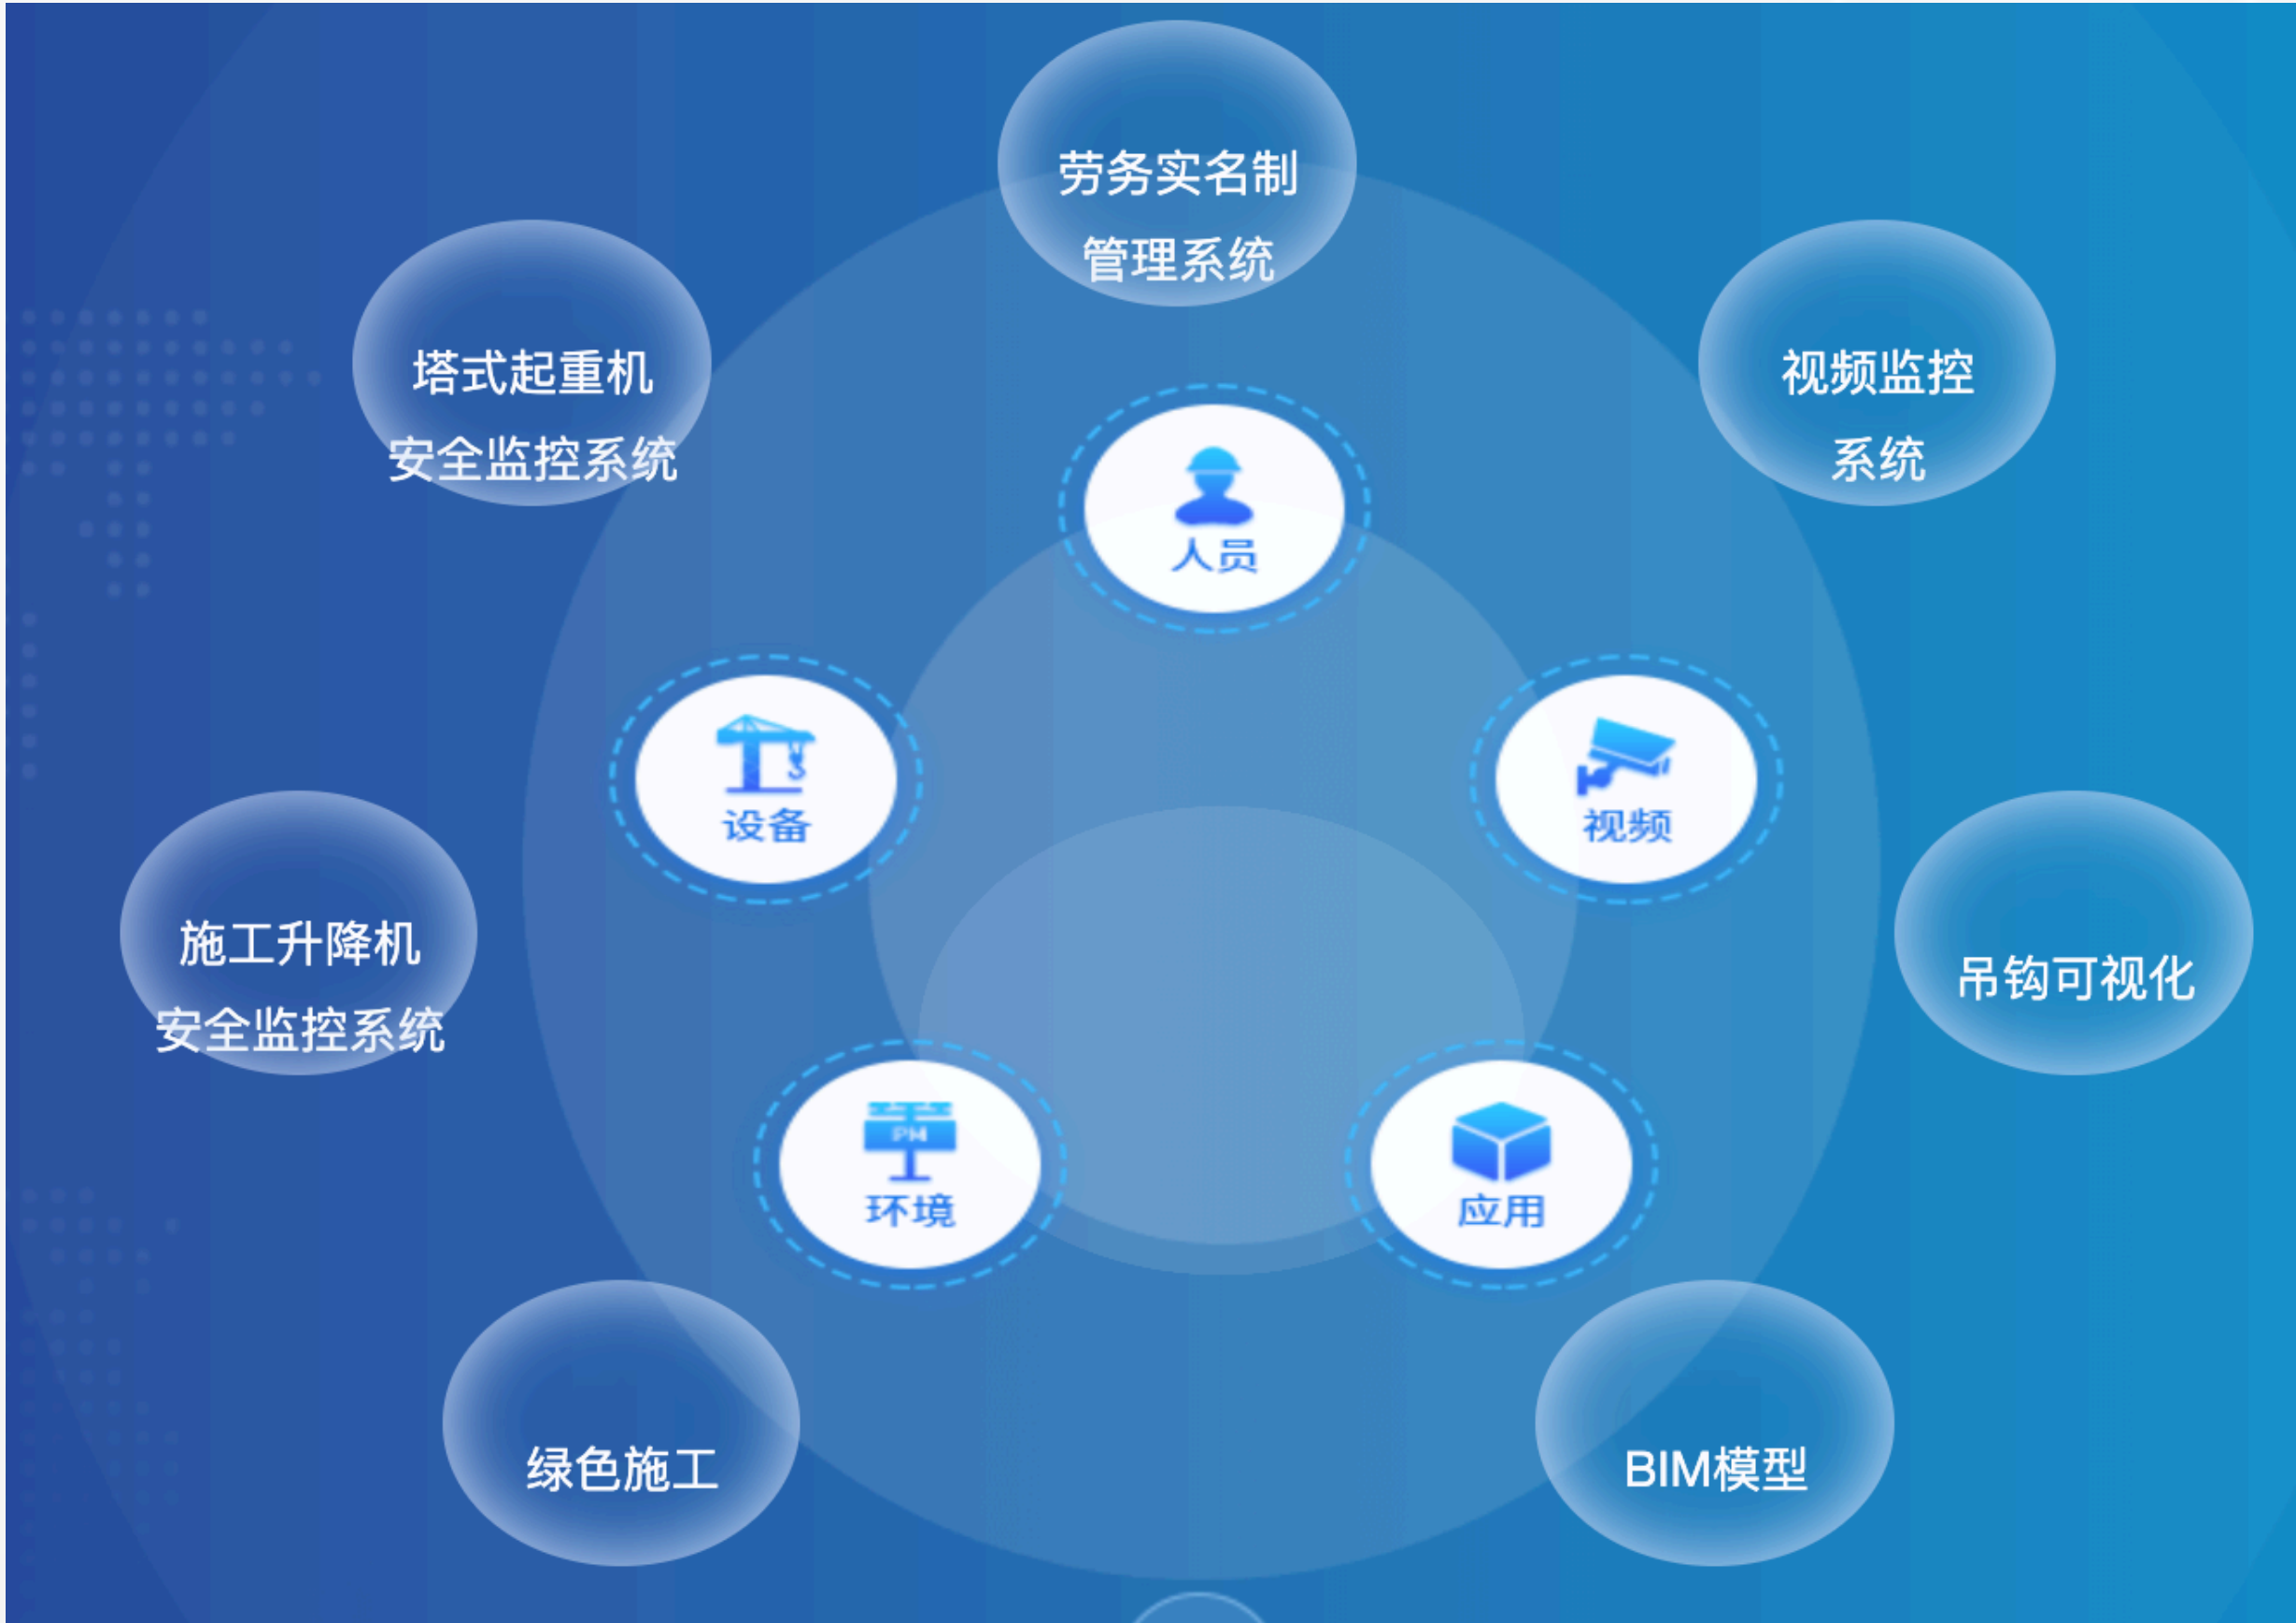 劳务实名制
管理系统
塔式起重机
安全监控系统
视频监控
系统
人员
设备
视频
施工升降机
安全监控系统
吊钩可视化
PM
环境
应用
绿色施工
BIM模型